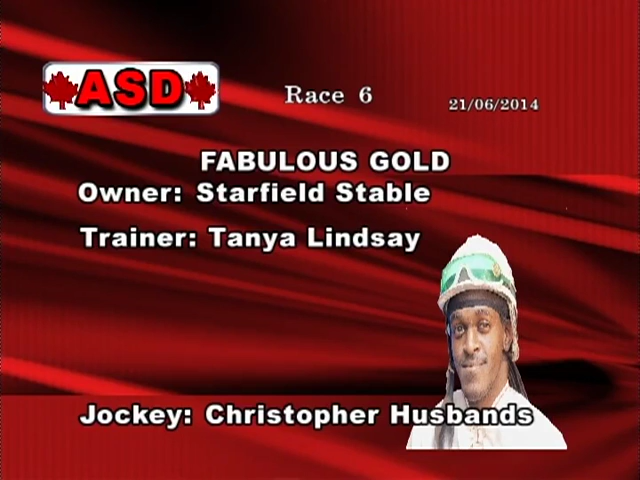 ASD
Race 6
21/06/2014
FABULOUS GOLD
Owner: Starfield Stable
Trainer: Tanya Lindsay
Jockey: Christopher Husbands